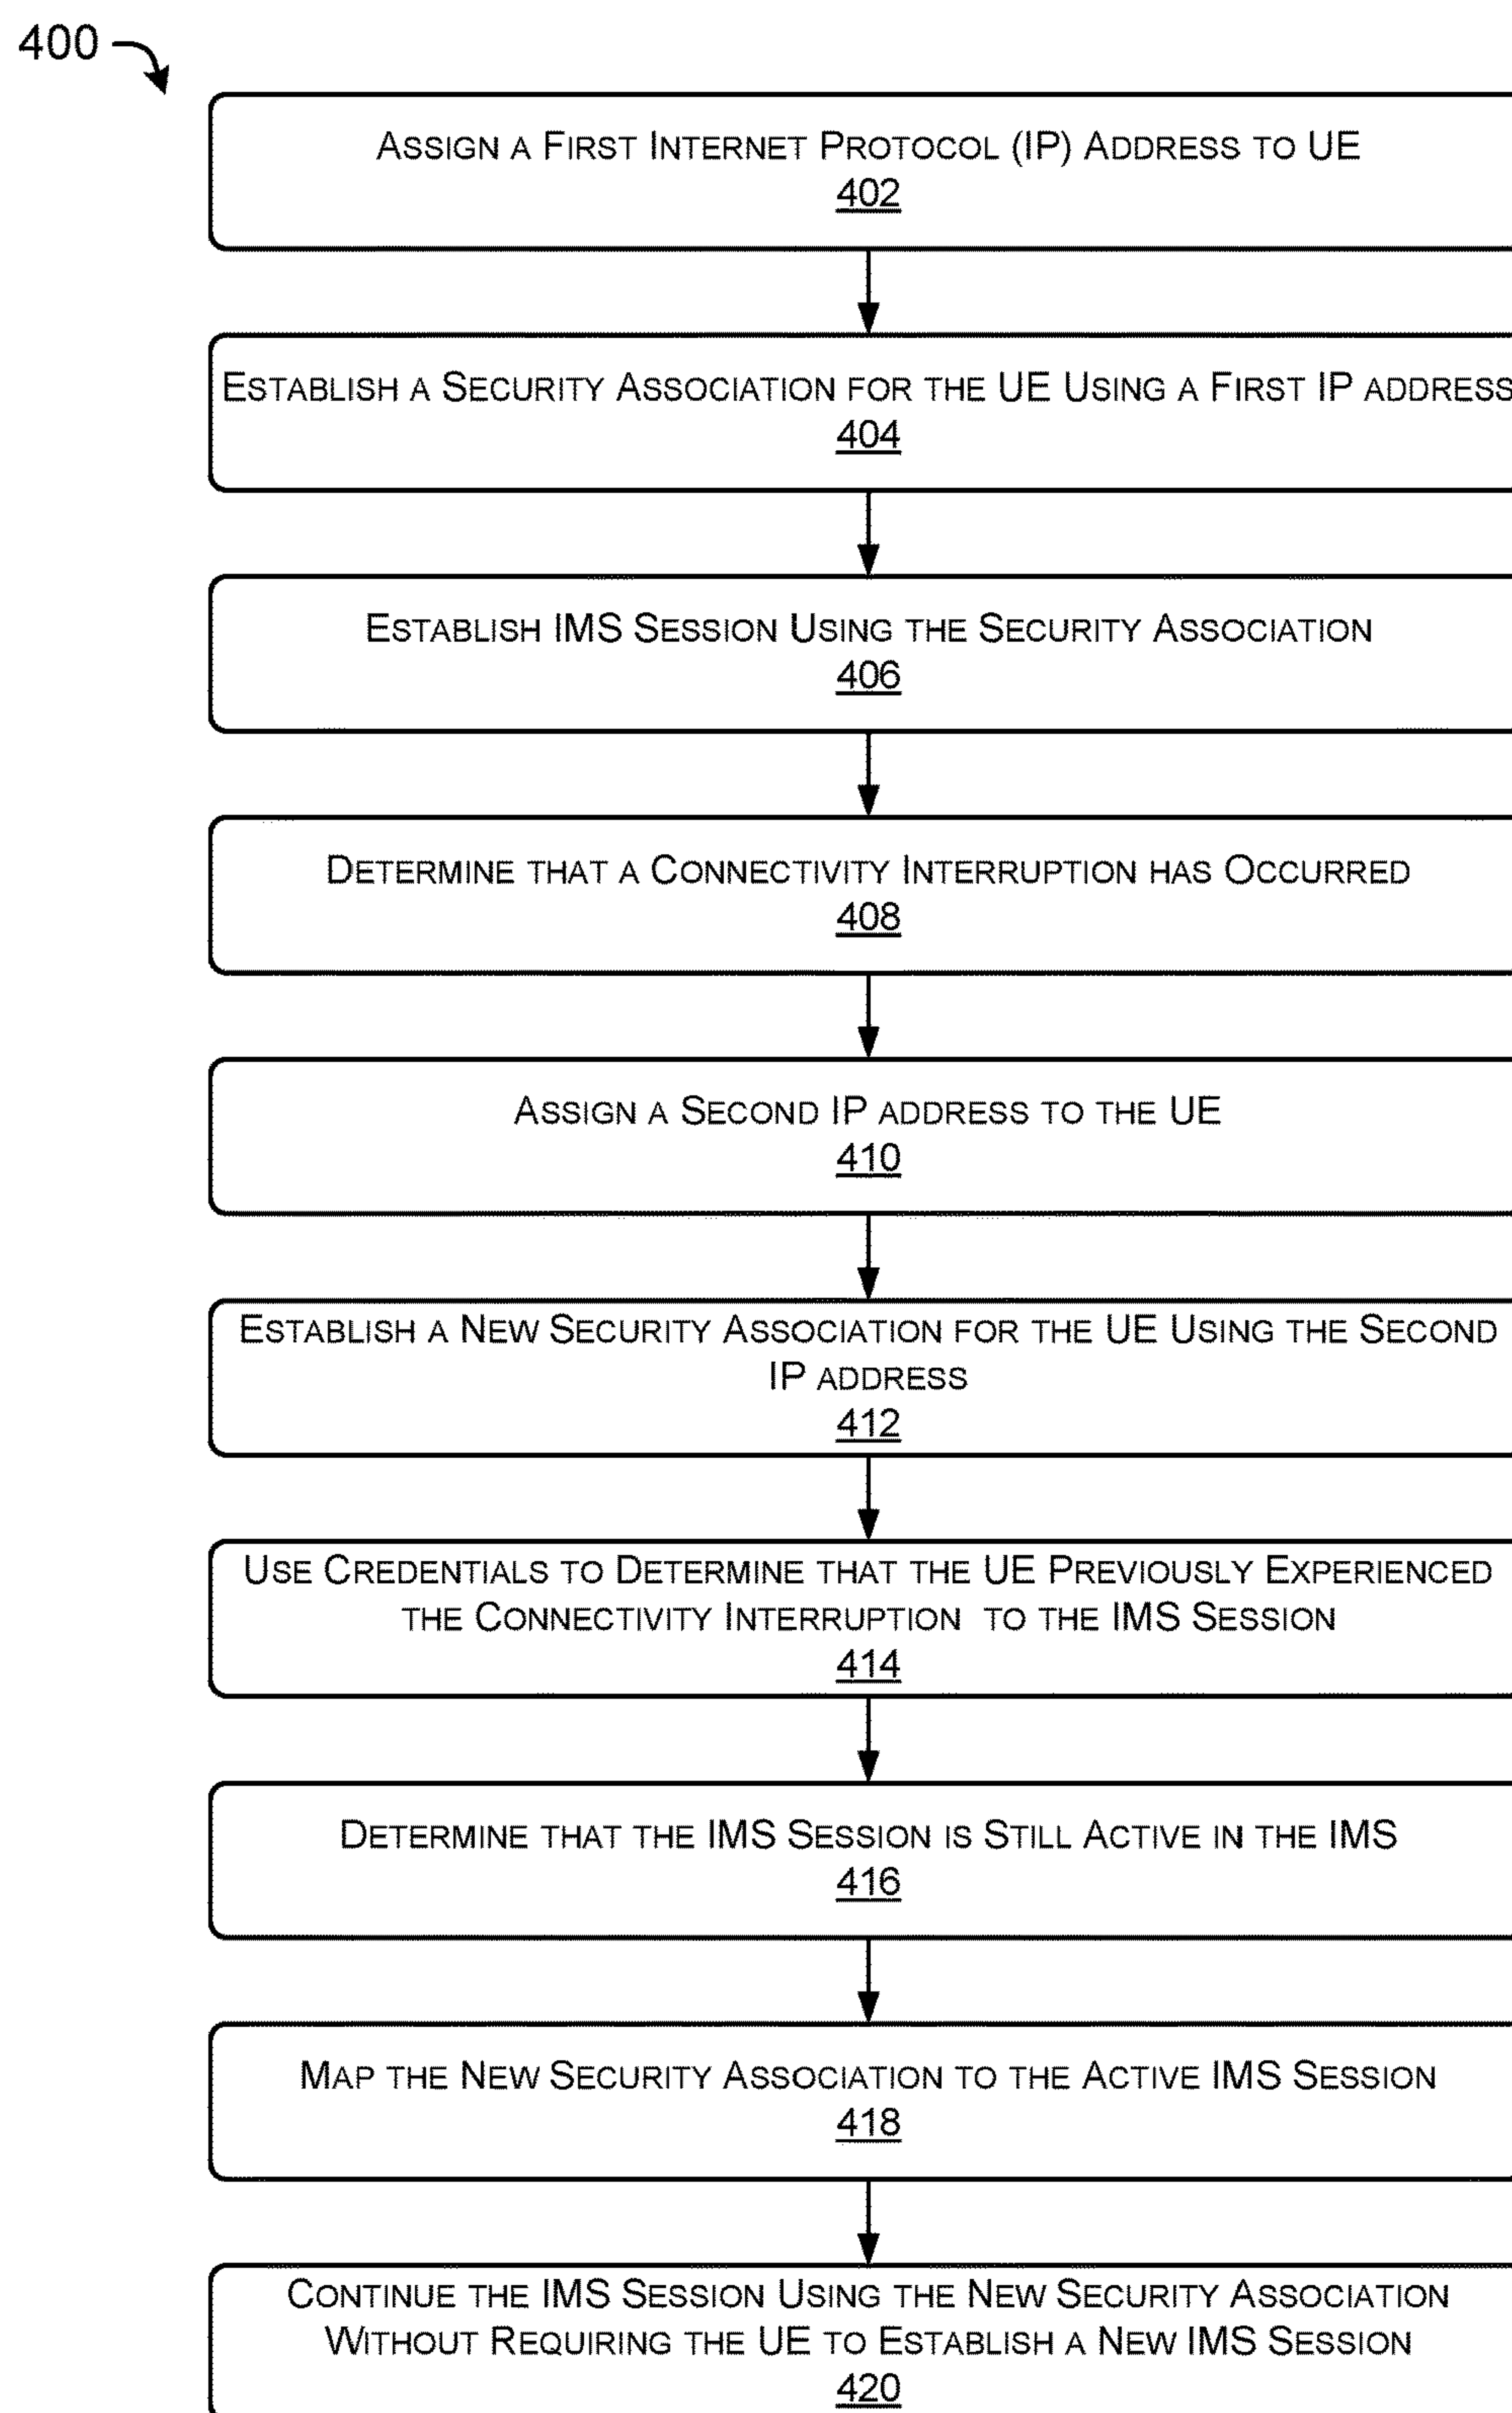 400
ASSIGN A FIRST INTERNET PROTOCOL (IP) ADDRESS TO UE
402
ESTABLISH A SECURITY ASSOCIATION FOR THE UE USING A FIRST IP ADDRESS
404
ESTABLISH IMS SESSION USING THE SECURITY ASSOCIATION
406
DETERMINE THAT A CONNECTIVITY INTERRUPTION HAS OCCURRED
408
ASSIGN A SECOND IP ADDRESS TO THE UE
410
ESTABLISH A NEW SECURITY ASSOCIATION FOR THE UE USING THE SECOND
IP ADDRESS
412
USE CREDENTIALS TO DETERMINE THAT THE UE PREVIOUSLY EXPERIENCED
THE CONNECTIVITY INTERRUPTION TO THE IMS SESSION
414
DETERMINE THAT THE IMS SESSION IS STILL ACTIVE IN THE IMS
416
MAP THE NEW SECURITY ASSOCIATION TO THE ACTIVE IMS SESSION
418
CONTINUE THE IMS SESSION USING THE NEW SECURITY ASSOCIATION
WITHOUT REQUIRING THE UE TO ESTABLISH A NEW IMS SESSION
420